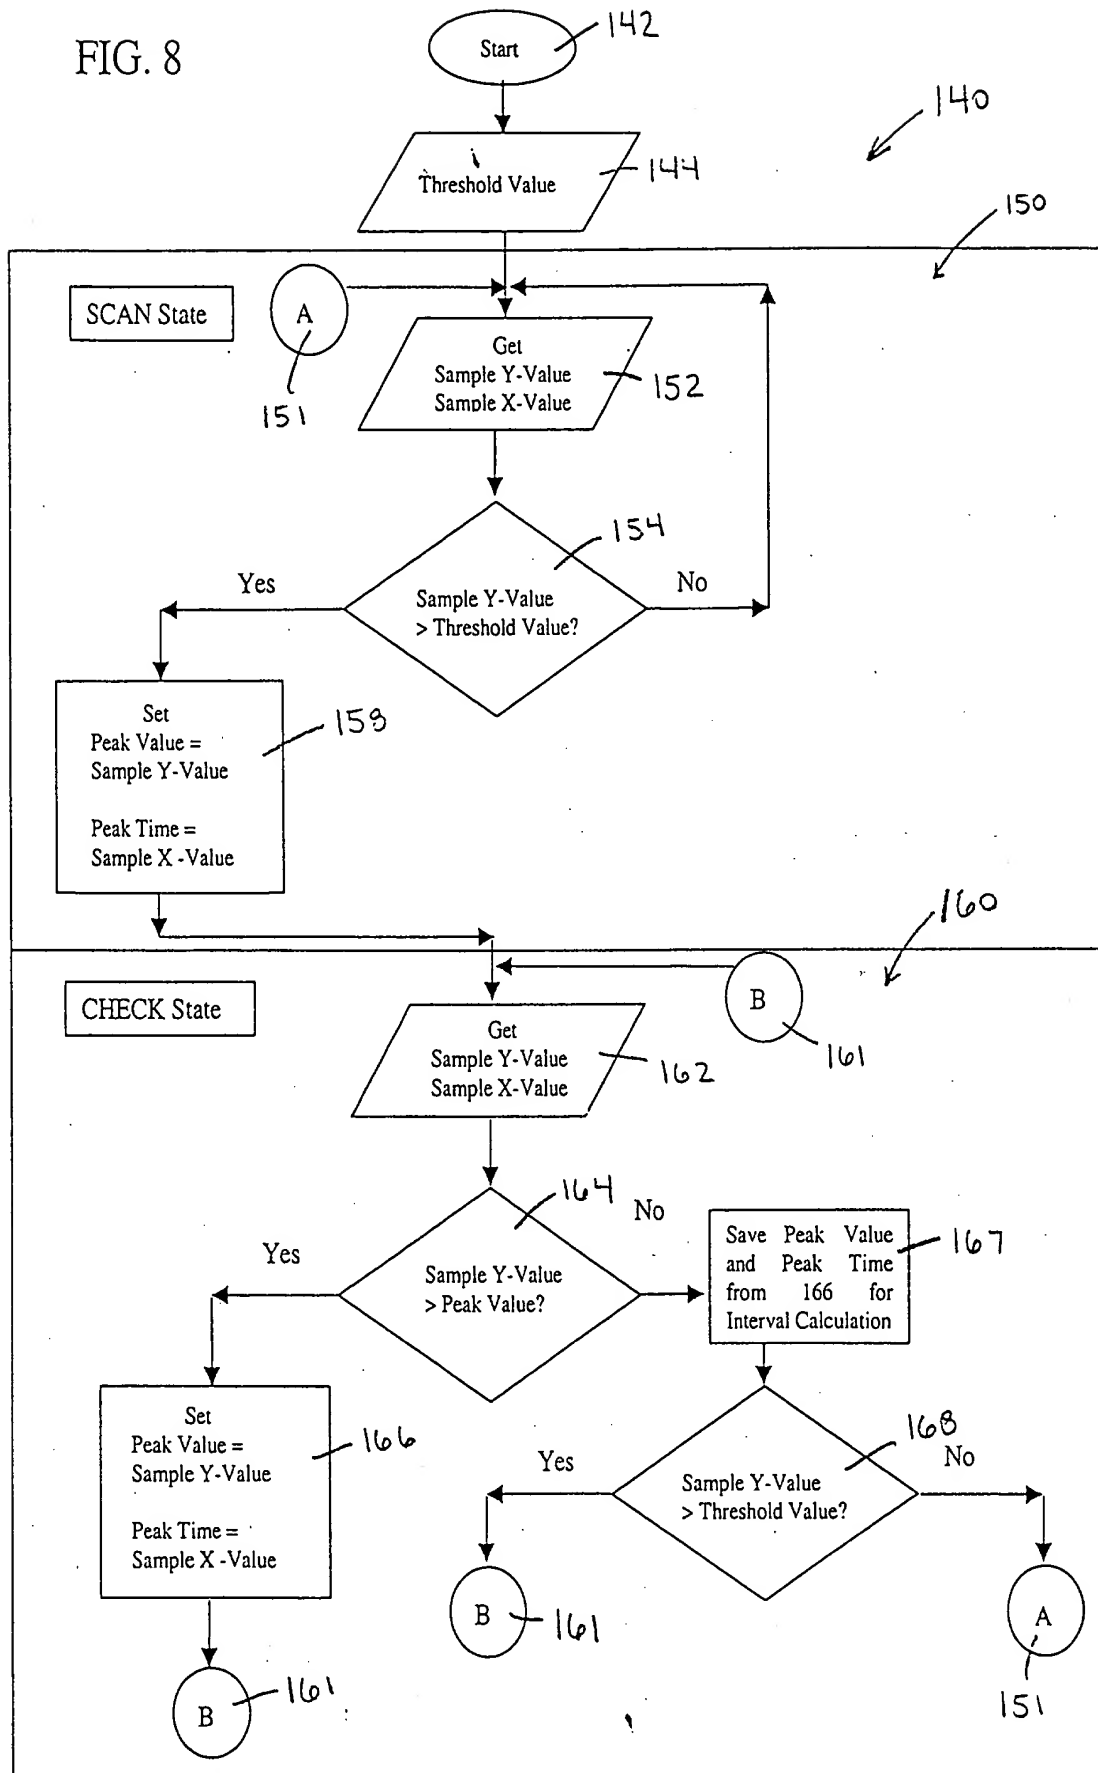 FIG. 8
Start
142
140
Threshold Value
144
150
SCAN State
A
151
Get
Sample Y-Value
Sample X-Value
152
154
Yes
No
Sample Y-Value
> Threshold Value?
Set
Peak Value =
Sample Y-Value
Peak Time =
Sample X -Value
158
160
CHECK State
B
161
Get
Sample Y-Value
Sample X-Value
162
164
Yes
No
Sample Y-Value
> Peak Value?
Save Peak Value
and Peak Time
from 166 for
Interval Calculation
167
Set
Peak Value =
Sample Y-Value
Peak Time =
Sample X -Value
166
168
Yes
No
Sample Y-Value
> Threshold Value?
B
161
A
151
B
161